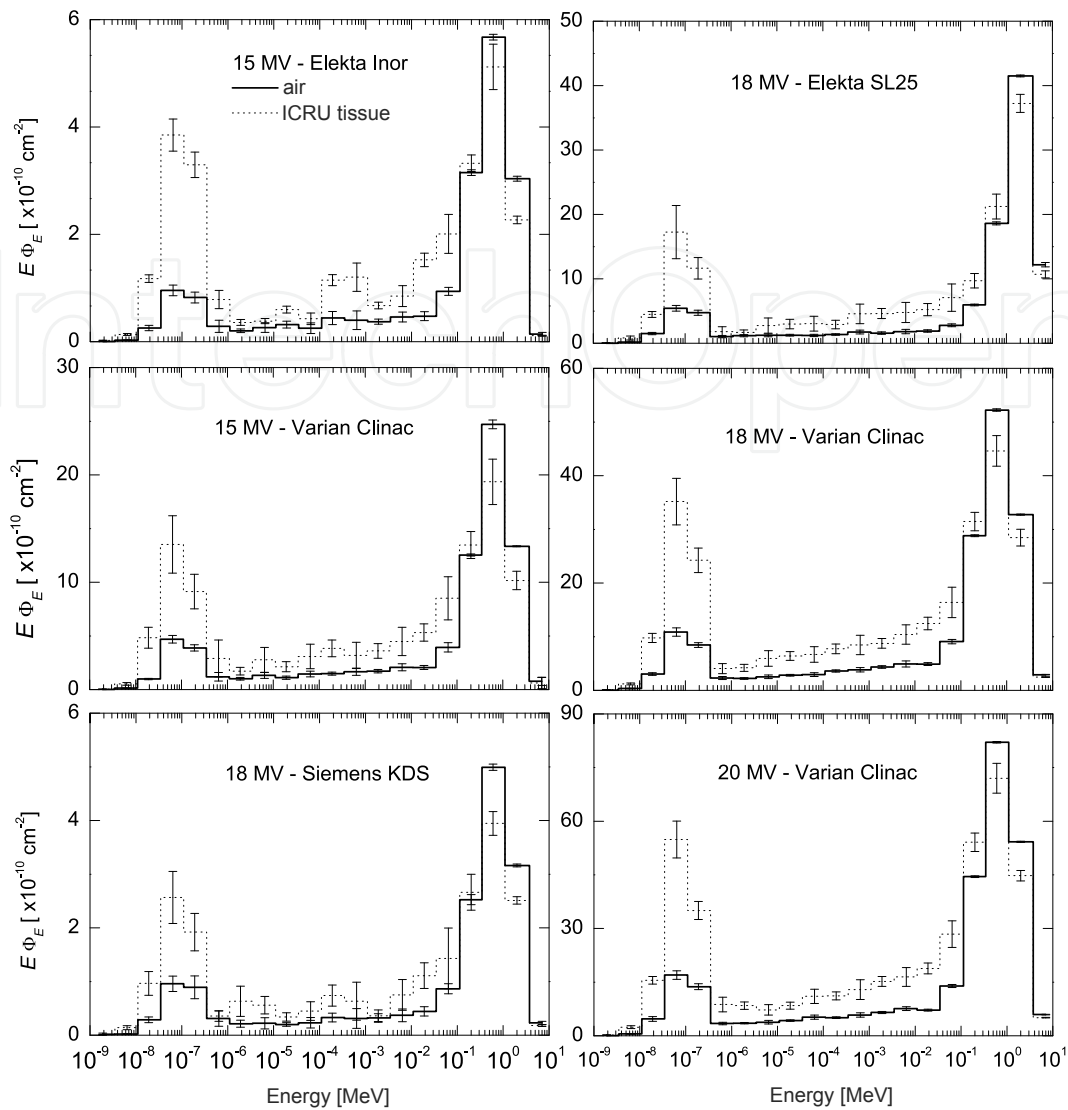 6
4
2
0
E Φ_E [ x10^-10 cm^-2]
15 MV - Elekta Inor
air
ICRU tissue
50
40
30
20
10
0
18 MV - Elekta SL25
30
20
10
0
E Φ_E [ x10^-10 cm^-2]
15 MV - Varian Clinac
60
40
20
0
18 MV - Varian Clinac
6
4
2
0
E Φ_E [ x10^-10 cm^-2]
18 MV - Siemens KDS
10^-9 10^-8 10^-7 10^-6 10^-5 10^-4 10^-3 10^-2 10^-1 10^0 10^1
Energy [MeV]
90
60
30
0
20 MV - Varian Clinac
10^-9 10^-8 10^-7 10^-6 10^-5 10^-4 10^-3 10^-2 10^-1 10^0 10^1
Energy [MeV]